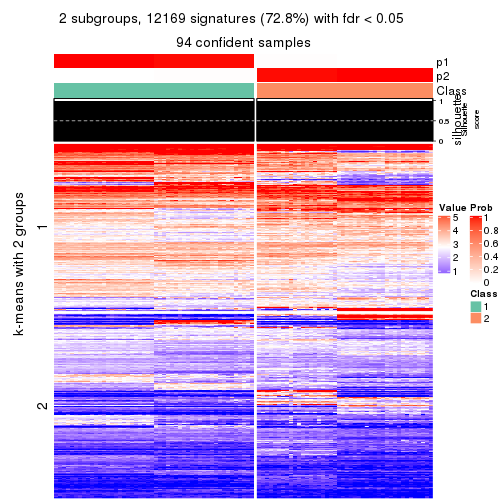 2 subgroups, 12169 signatures (72.8%) with fdr < 0.05
94 confident samples
p1
p2
Class
1
0.5
0
silhouette
Silhouette
score
k-means with 2 groups
1
2
Value
5
4
3
2
1
Prob
1
0.8
0.6
0.4
0.2
0
Class
1
2